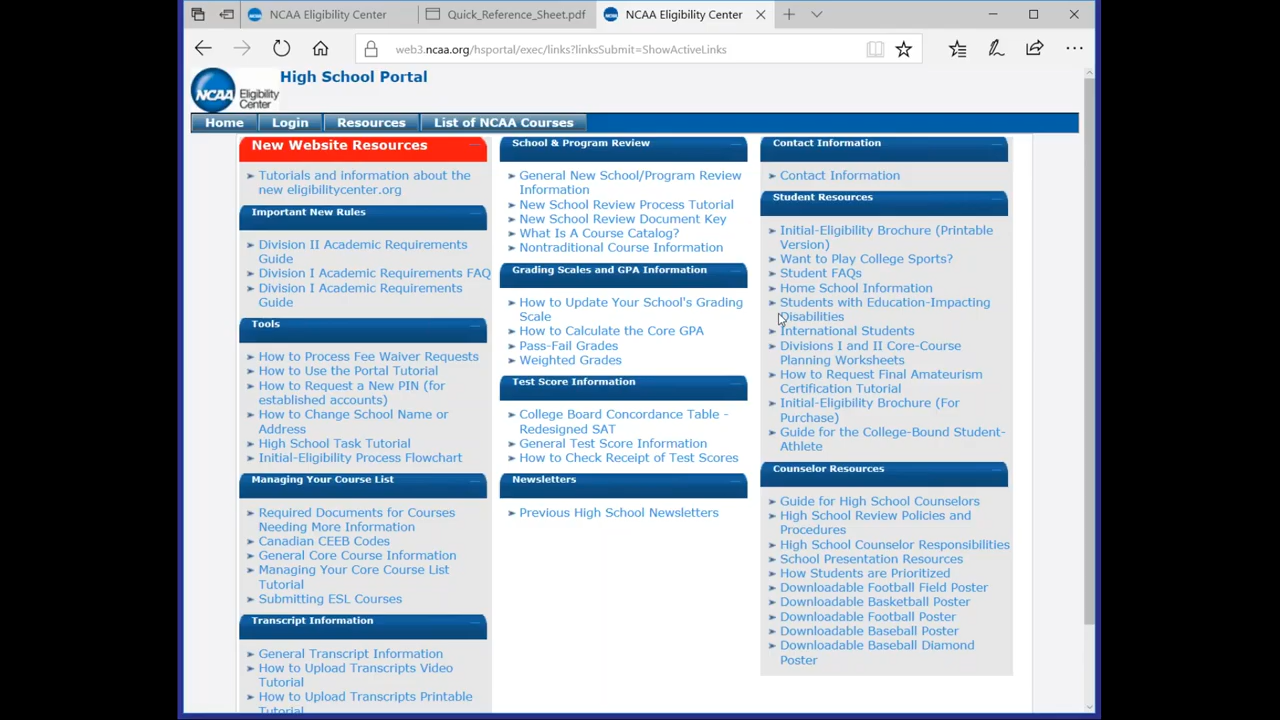 NCAA Eligibility Center
Quick_Reference_Sheet.pdf
NCAA Eligibility Center
web3.ncaa.org/hsportal/exec/links?linksSubmit=ShowActiveLinks
NCAA
Eligibility
Center
High School Portal
Home
Login
Resources
List of NCAA Courses
New Website Resources
Tutorials and information about the
new eligibilitycenter.org
Important New Rules
Division II Academic Requirements
Guide
Division I Academic Requirements FAQ
Division I Academic Requirements
Guide
Tools
How to Process Fee Waiver Requests
How to Use the Portal Tutorial
How to Request a New PIN (for
established accounts)
How to Change School Name or
Address
High School Task Tutorial
Initial-Eligibility Process Flowchart
Managing Your Course List
Required Documents for Courses
Needing More Information
Canadian CEEB Codes
General Core Course Information
Managing Your Core Course List
Tutorial
Submitting ESL Courses
Transcript Information
General Transcript Information
How to Upload Transcripts Video
Tutorial
How to Upload Transcripts Printable
Tutorial
School & Program Review
General New School/Program Review
Information
New School Review Process Tutorial
New School Review Document Key
What Is A Course Catalog?
Nontraditional Course Information
Grading Scales and GPA Information
How to Update Your School's Grading
Scale
How to Calculate the Core GPA
Pass-Fail Grades
Weighted Grades
Test Score Information
College Board Concordance Table -
Redesigned SAT
General Test Score Information
How to Check Receipt of Test Scores
Newsletters
Previous High School Newsletters
Contact Information
Contact Information
Student Resources
Initial-Eligibility Brochure (Printable
Version)
Want to Play College Sports?
Student FAQs
Home School Information
Students with Education-Impacting
Disabilities
International Students
Divisions I and II Core-Course
Planning Worksheets
How to Request Final Amateurism
Certification Tutorial
Initial-Eligibility Brochure (For
Purchase)
Guide for the College-Bound Student-
Athlete
Counselor Resources
Guide for High School Counselors
High School Review Policies and
Procedures
High School Counselor Responsibilities
School Presentation Resources
How Students are Prioritized
Downloadable Football Field Poster
Downloadable Basketball Poster
Downloadable Football Poster
Downloadable Baseball Poster
Downloadable Baseball Diamond
Poster